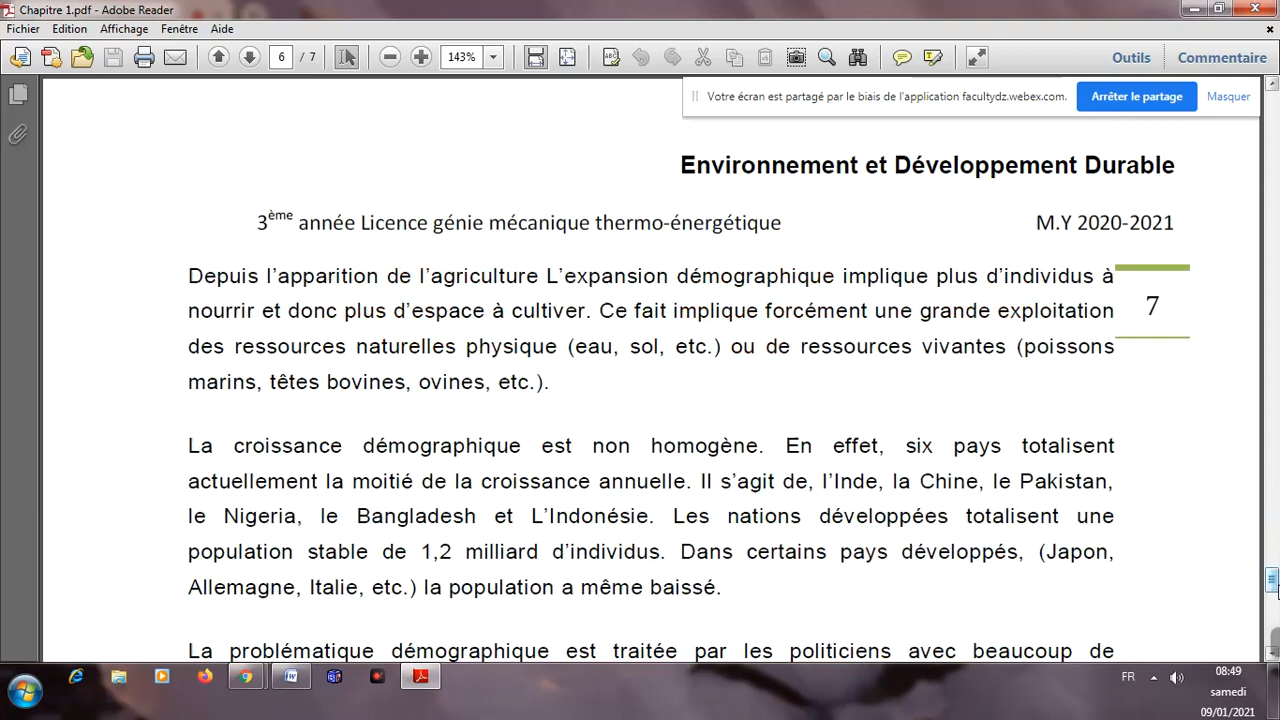 Chapitre 1.pdf - Adobe Reader
Fichier Edition Affichage Fenêtre Aide
6 / 7 143% Outils Commentaire
Votre écran est partagé par le biais de l'application facultydz.webex.com. Arrêter le partage Masquer
Environnement et Développement Durable
3ème année Licence génie mécanique thermo-énergétique M.Y 2020-2021
Depuis l'apparition de l'agriculture L'expansion démographique implique plus d'individus à
7
nourrir et donc plus d'espace à cultiver. Ce fait implique forcément une grande exploitation
des ressources naturelles physique (eau, sol, etc.) ou de ressources vivantes (poissons
marins, têtes bovines, ovines, etc.).
La croissance démographique est non homogène. En effet, six pays totalisent
actuellement la moitié de la croissance annuelle. Il s'agit de, l'Inde, la Chine, le Pakistan,
le Nigeria, le Bangladesh et L'Indonésie. Les nations développées totalisent une
population stable de 1,2 milliard d'individus. Dans certains pays développés, (Japon,
Allemagne, Italie, etc.) la population a même baissé.
La problématique démographique est traitée par les politiciens avec beaucoup de
FR
08:49
samedi
09/01/2021